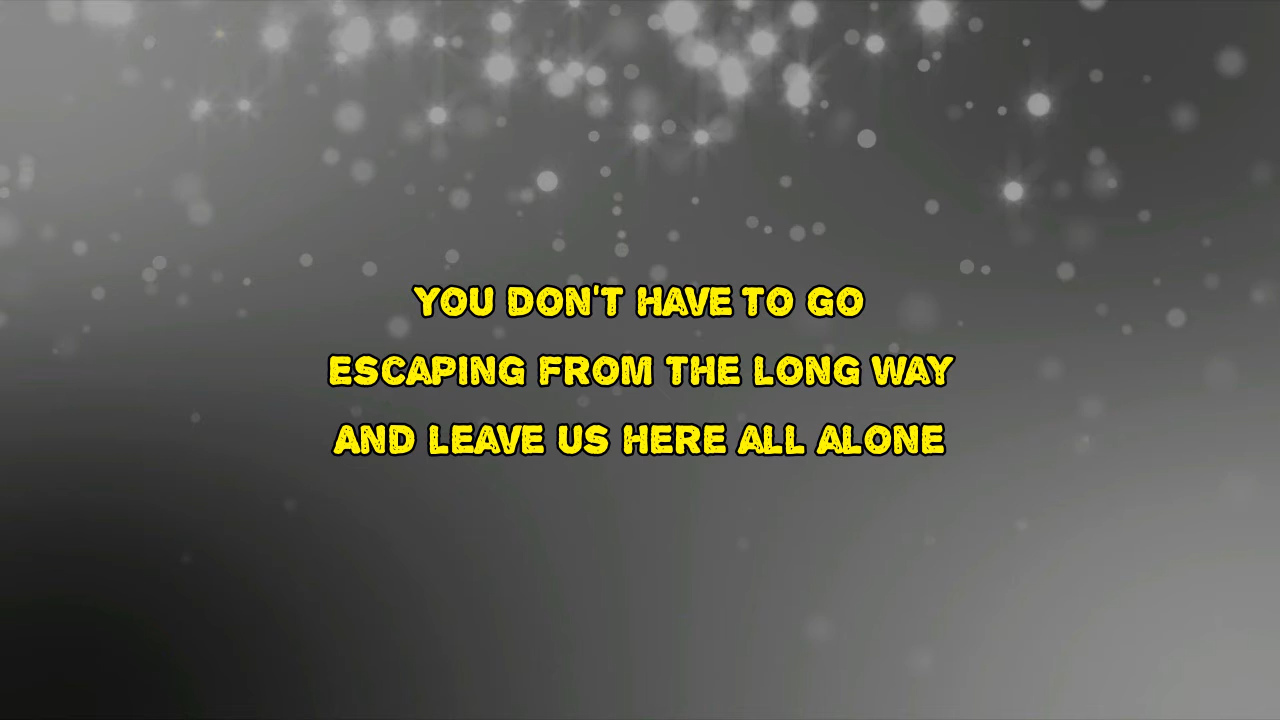 YOU DON'T HAVE TO GO
ESCAPING FROM THE LONG WAY
AND LEAVE US HERE ALL ALONE